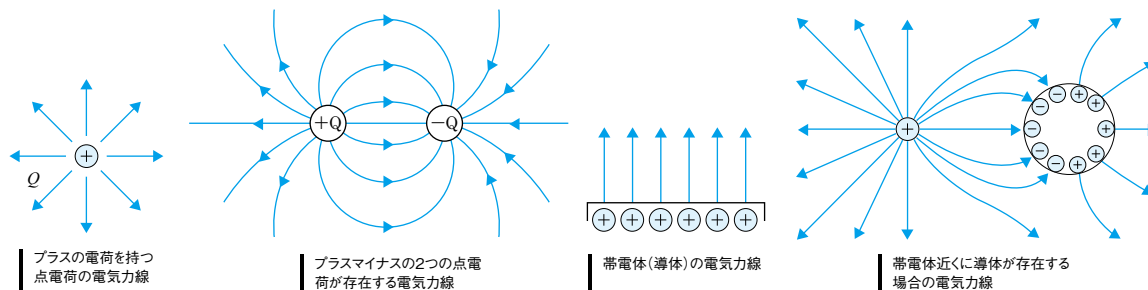 Q
+
プラスの電荷を持つ
点電荷の電気力線
+Q
−Q
プラスマイナスの2つの点電
荷が存在する電気力線
+ + + + + +
帯電体(導体)の電気力線
+
− − − − − + + + + +
帯電体近くに導体が存在する
場合の電気力線